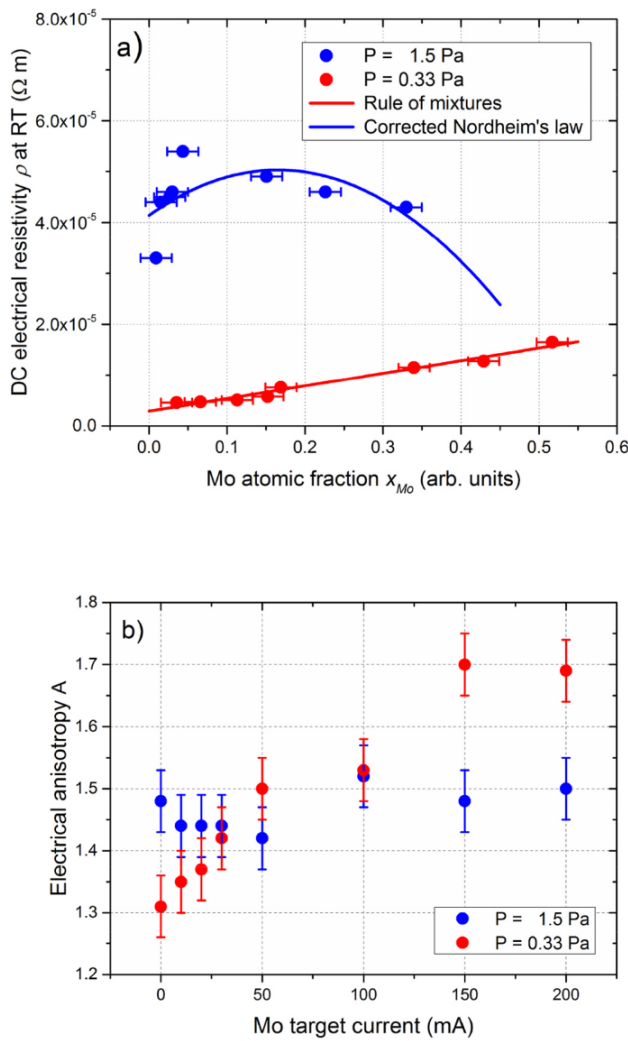 a)
P = 1.5 Pa
P = 0.33 Pa
Rule of mixtures
Corrected Nordheim's law
DC electrical resistivity ρ at RT (Ω m)
8.0x10⁻⁵
6.0x10⁻⁵
4.0x10⁻⁵
2.0x10⁻⁵
0.0
0.0 0.1 0.2 0.3 0.4 0.5 0.6
Mo atomic fraction x_Mo (arb. units)
b)
Electrical anisotropy A
1.8
1.7
1.6
1.5
1.4
1.3
1.2
P = 1.5 Pa
P = 0.33 Pa
0 50 100 150 200
Mo target current (mA)